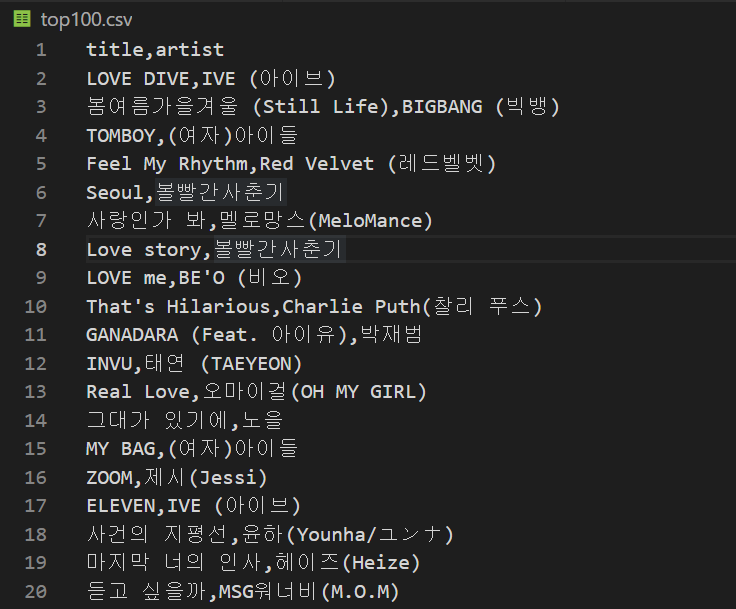 top100.csv
1 title,artist
2 LOVE DIVE,IVE (아이브)
3 봄여름가을겨울 (Still Life),BIGBANG (빅뱅)
4 TOMBOY,(여자)아이들
5 Feel My Rhythm,Red Velvet (레드벨벳)
6 Seoul,볼빨간사춘기
7 사랑인가 봐,멜로망스(MeloMance)
8 Love story,볼빨간사춘기
9 LOVE me,BE'O (비오)
10 That's Hilarious,Charlie Puth(찰리 푸스)
11 GANADARA (Feat. 아이유),박재범
12 INVU,태연 (TAEYEON)
13 Real Love,오마이걸(OH MY GIRL)
14 그대가 있기에,노을
15 MY BAG,(여자)아이들
16 ZOOM,제시(Jessi)
17 ELEVEN,IVE (아이브)
18 사건의 지평선,윤하(Younha/ユンナ)
19 마지막 너의 인사,헤이즈(Heize)
20 듣고 싶을까,MSG워너비(M.O.M)